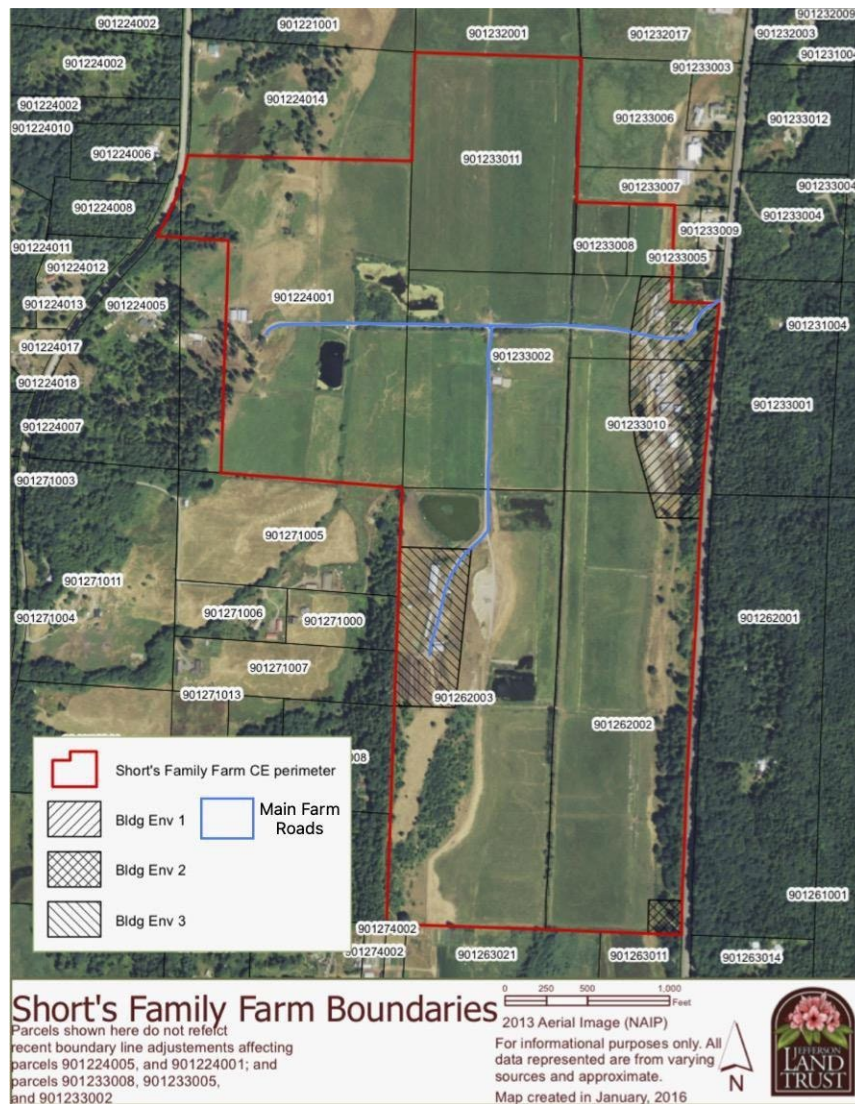 901224002
901221001
901232001
901232017
901232009
901232003
901231004
901224002
901224014
901233003
901224002
901224010
901233006
901233012
901224006
901233011
901224008
901233007
901233004
901233004
901224011
901233009
901233008
901233005
901224012
901224013
901224005
901224001
901231004
901224017
901233002
901224018
901233001
901224007
901233010
901271003
901271005
901271011
901271004
901271006
901271000
901262001
901271007
901271013
901262003
901262002
08
901261001
901274002
901274002
901263021
901263011
901263014
Short's Family Farm CE perimeter
Bldg Env 1
Main Farm
Roads
Bldg Env 2
Bldg Env 3
Short's Family Farm Boundaries
Parcels shown here do not refelct
recent boundary line adjustements affecting
parcels 901224005, and 901224001; and
parcels 901233008, 901233005,
and 901233002
0 250 500 1,000
Feet
2013 Aerial Image (NAIP)
For informational purposes only. All
data represented are from varying
sources and approximate.
Map created in January, 2016
N
JEFFERSON
LAND
TRUST